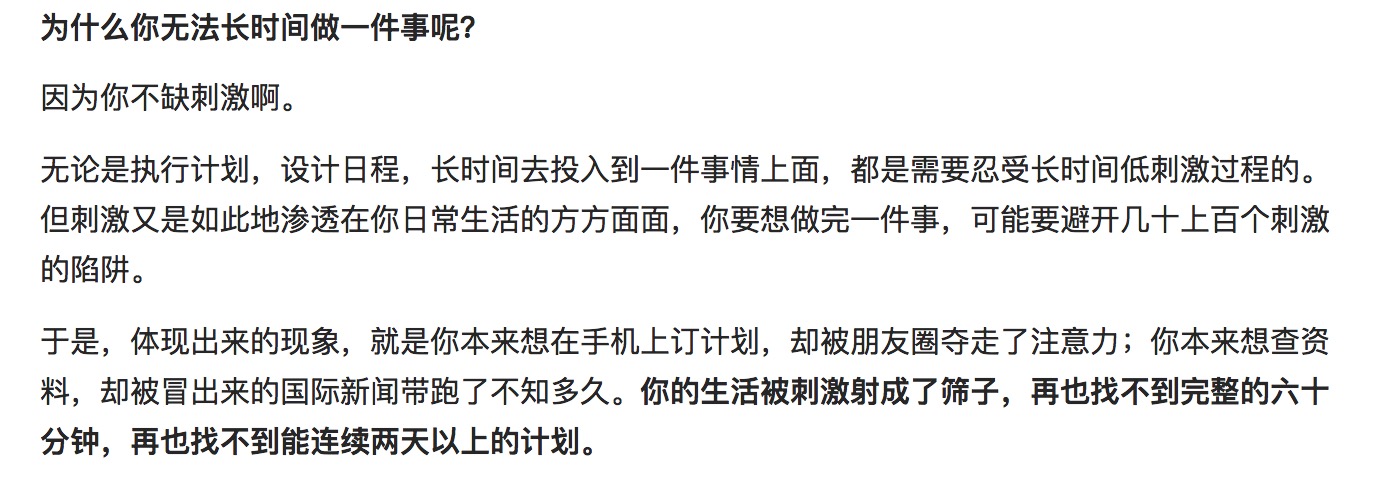 为什么你无法长时间做一件事呢?
因为你不缺刺激啊。
无论是执行计划，设计日程，长时间去投入到一件事情上面，都是需要忍受长时间低刺激过程的。
但刺激又是如此地渗透在你日常生活的方方面面，你要想做完一件事，可能要避开几十上百个刺激
的陷阱。
于是，体现出来的现象，就是你本来想在手机上订计划，却被朋友圈夺走了注意力；你本来想查资
料，却被冒出来的国际新闻带跑了不知多久。你的生活被刺激射成了筛子，再也找不到完整的六十
分钟，再也找不到能连续两天以上的计划。